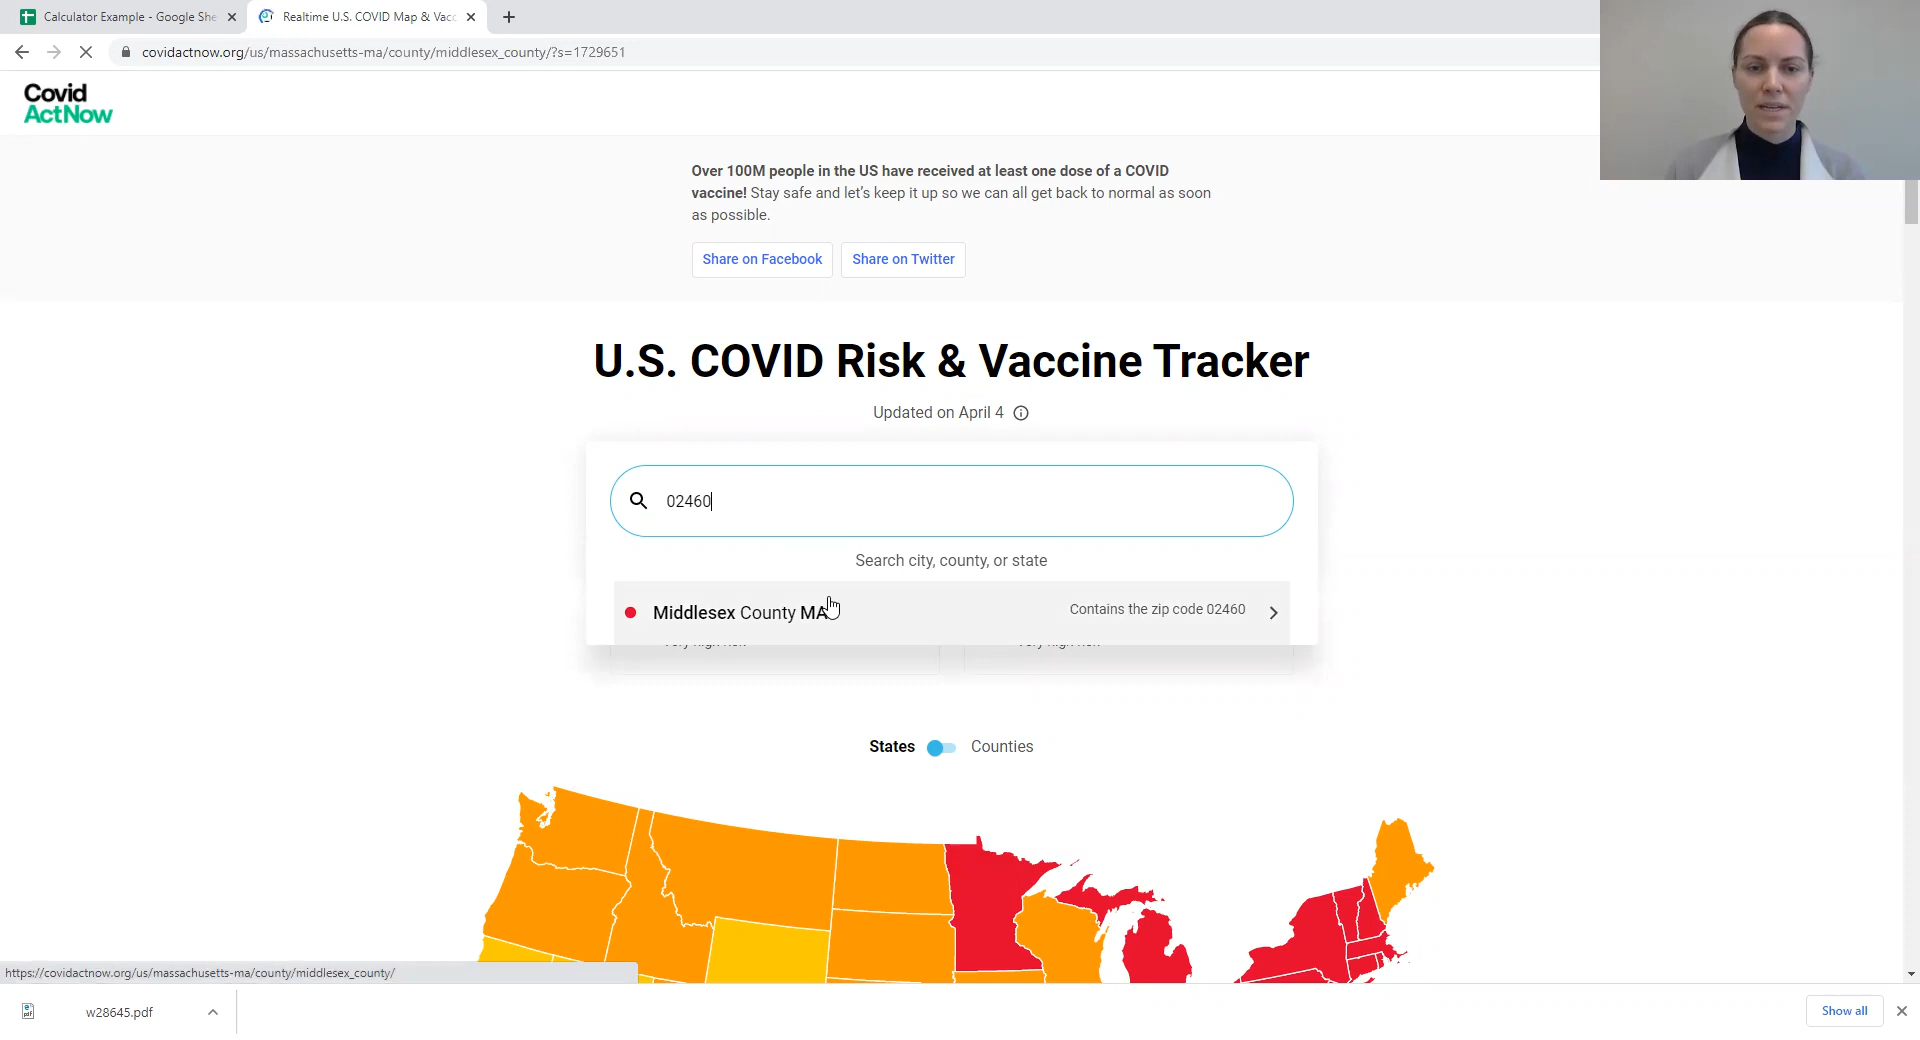 Calculator Example - Google She
Realtime U.S. COVID Map & Vacc
covidactnow.org/us/massachusetts-ma/county/middlesex_county/?s=1729651
Covid
ActNow
Over 100M people in the US have received at least one dose of a COVID
vaccine! Stay safe and let's keep it up so we can all get back to normal as soon
as possible.
Share on Facebook
Share on Twitter
U.S. COVID Risk & Vaccine Tracker
Updated on April 4
02460
Search city, county, or state
Middlesex County MA
Contains the zip code 02460
States
Counties
https://covidactnow.org/us/massachusetts-ma/county/middlesex_county/
w28645.pdf
Show all